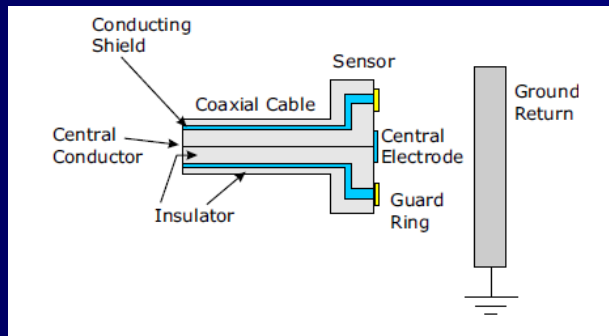 Conducting
Shield
Sensor
Coaxial Cable
Ground
Return
Central
Conductor
Central
Electrode
Insulator
Guard
Ring